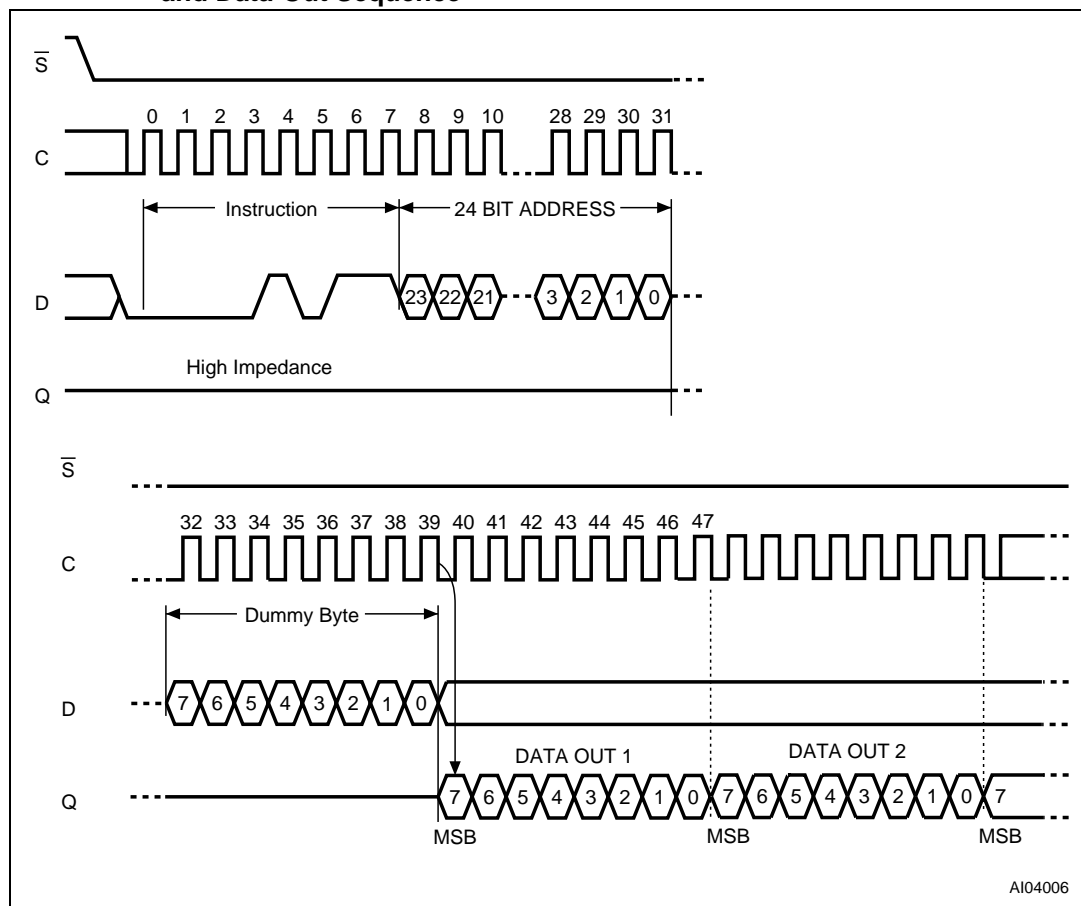 and Data-Out Sequence
S
0 1 2 3 4 5 6 7 8 9 10 28 29 30 31
C
Instruction 24 BIT ADDRESS
D 23 22 21 3 2 1 0
High Impedance
Q
S
32 33 34 35 36 37 38 39 40 41 42 43 44 45 46 47
C
Dummy Byte
D 7 6 5 4 3 2 1 0
DATA OUT 1 DATA OUT 2
Q 7 6 5 4 3 2 1 0 7 6 5 4 3 2 1 0 7
MSB MSB MSB
AI04006